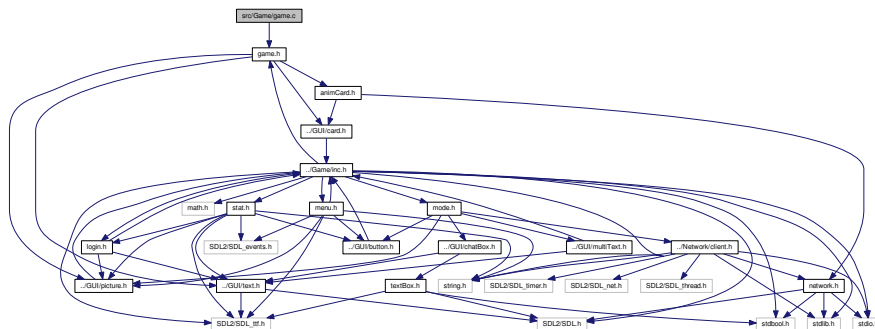 src/Game/game.c
game.h
animCard.h
../GUI/card.h
../Game/inc.h
math.h
stat.h
menu.h
mode.h
login.h
SDL2/SDL_events.h
../GUI/button.h
../GUI/chatBox.h
../GUI/multiText.h
../Network/client.h
../GUI/picture.h
../GUI/text.h
textBox.h
string.h
SDL2/SDL_timer.h
SDL2/SDL_net.h
SDL2/SDL_thread.h
network.h
SDL2/SDL_ttf.h
SDL2/SDL.h
stdbool.h
stdlib.h
stdio.